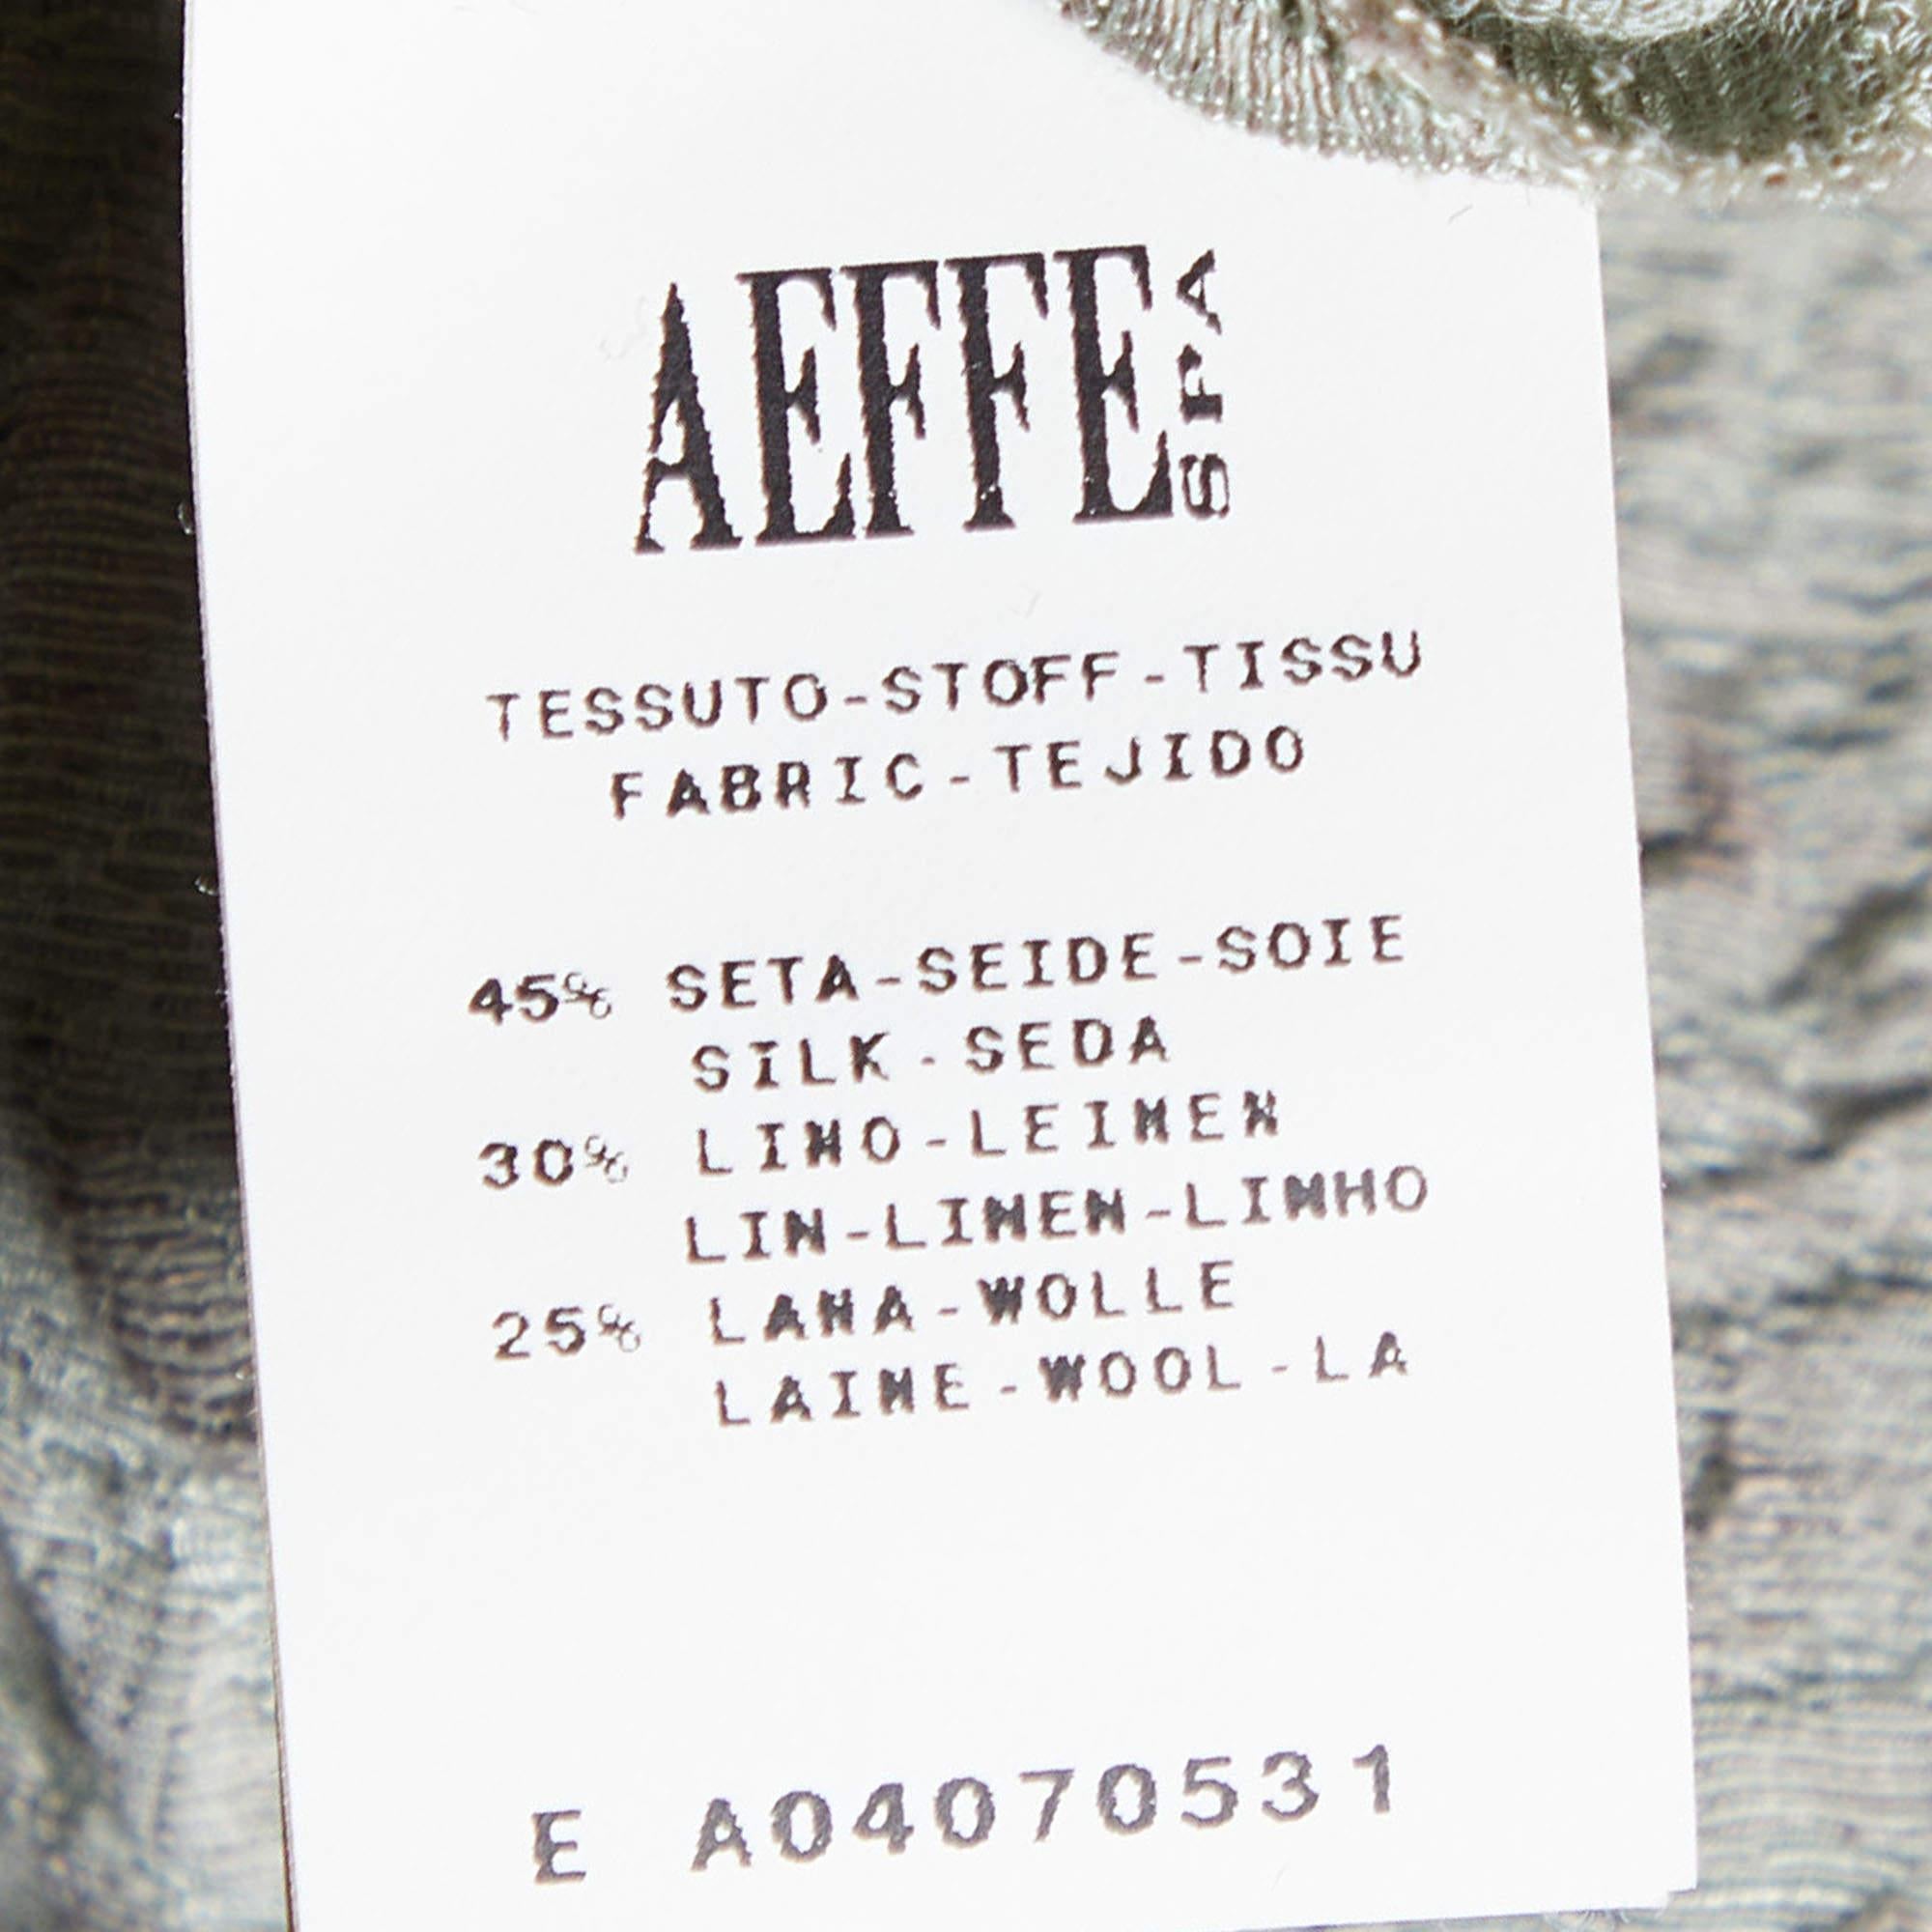 AEFFE SPA
TESSUTO-STOFF-TISSU
FABRIC-TEJIDO
45% SETA-SEIDE-SOIE
SILK-SEDA
30% LINO-LEINEN
LIN-LINEN-LINHO
25% LANA-WOLLE
LAINE-WOOL-LA
E A04070531